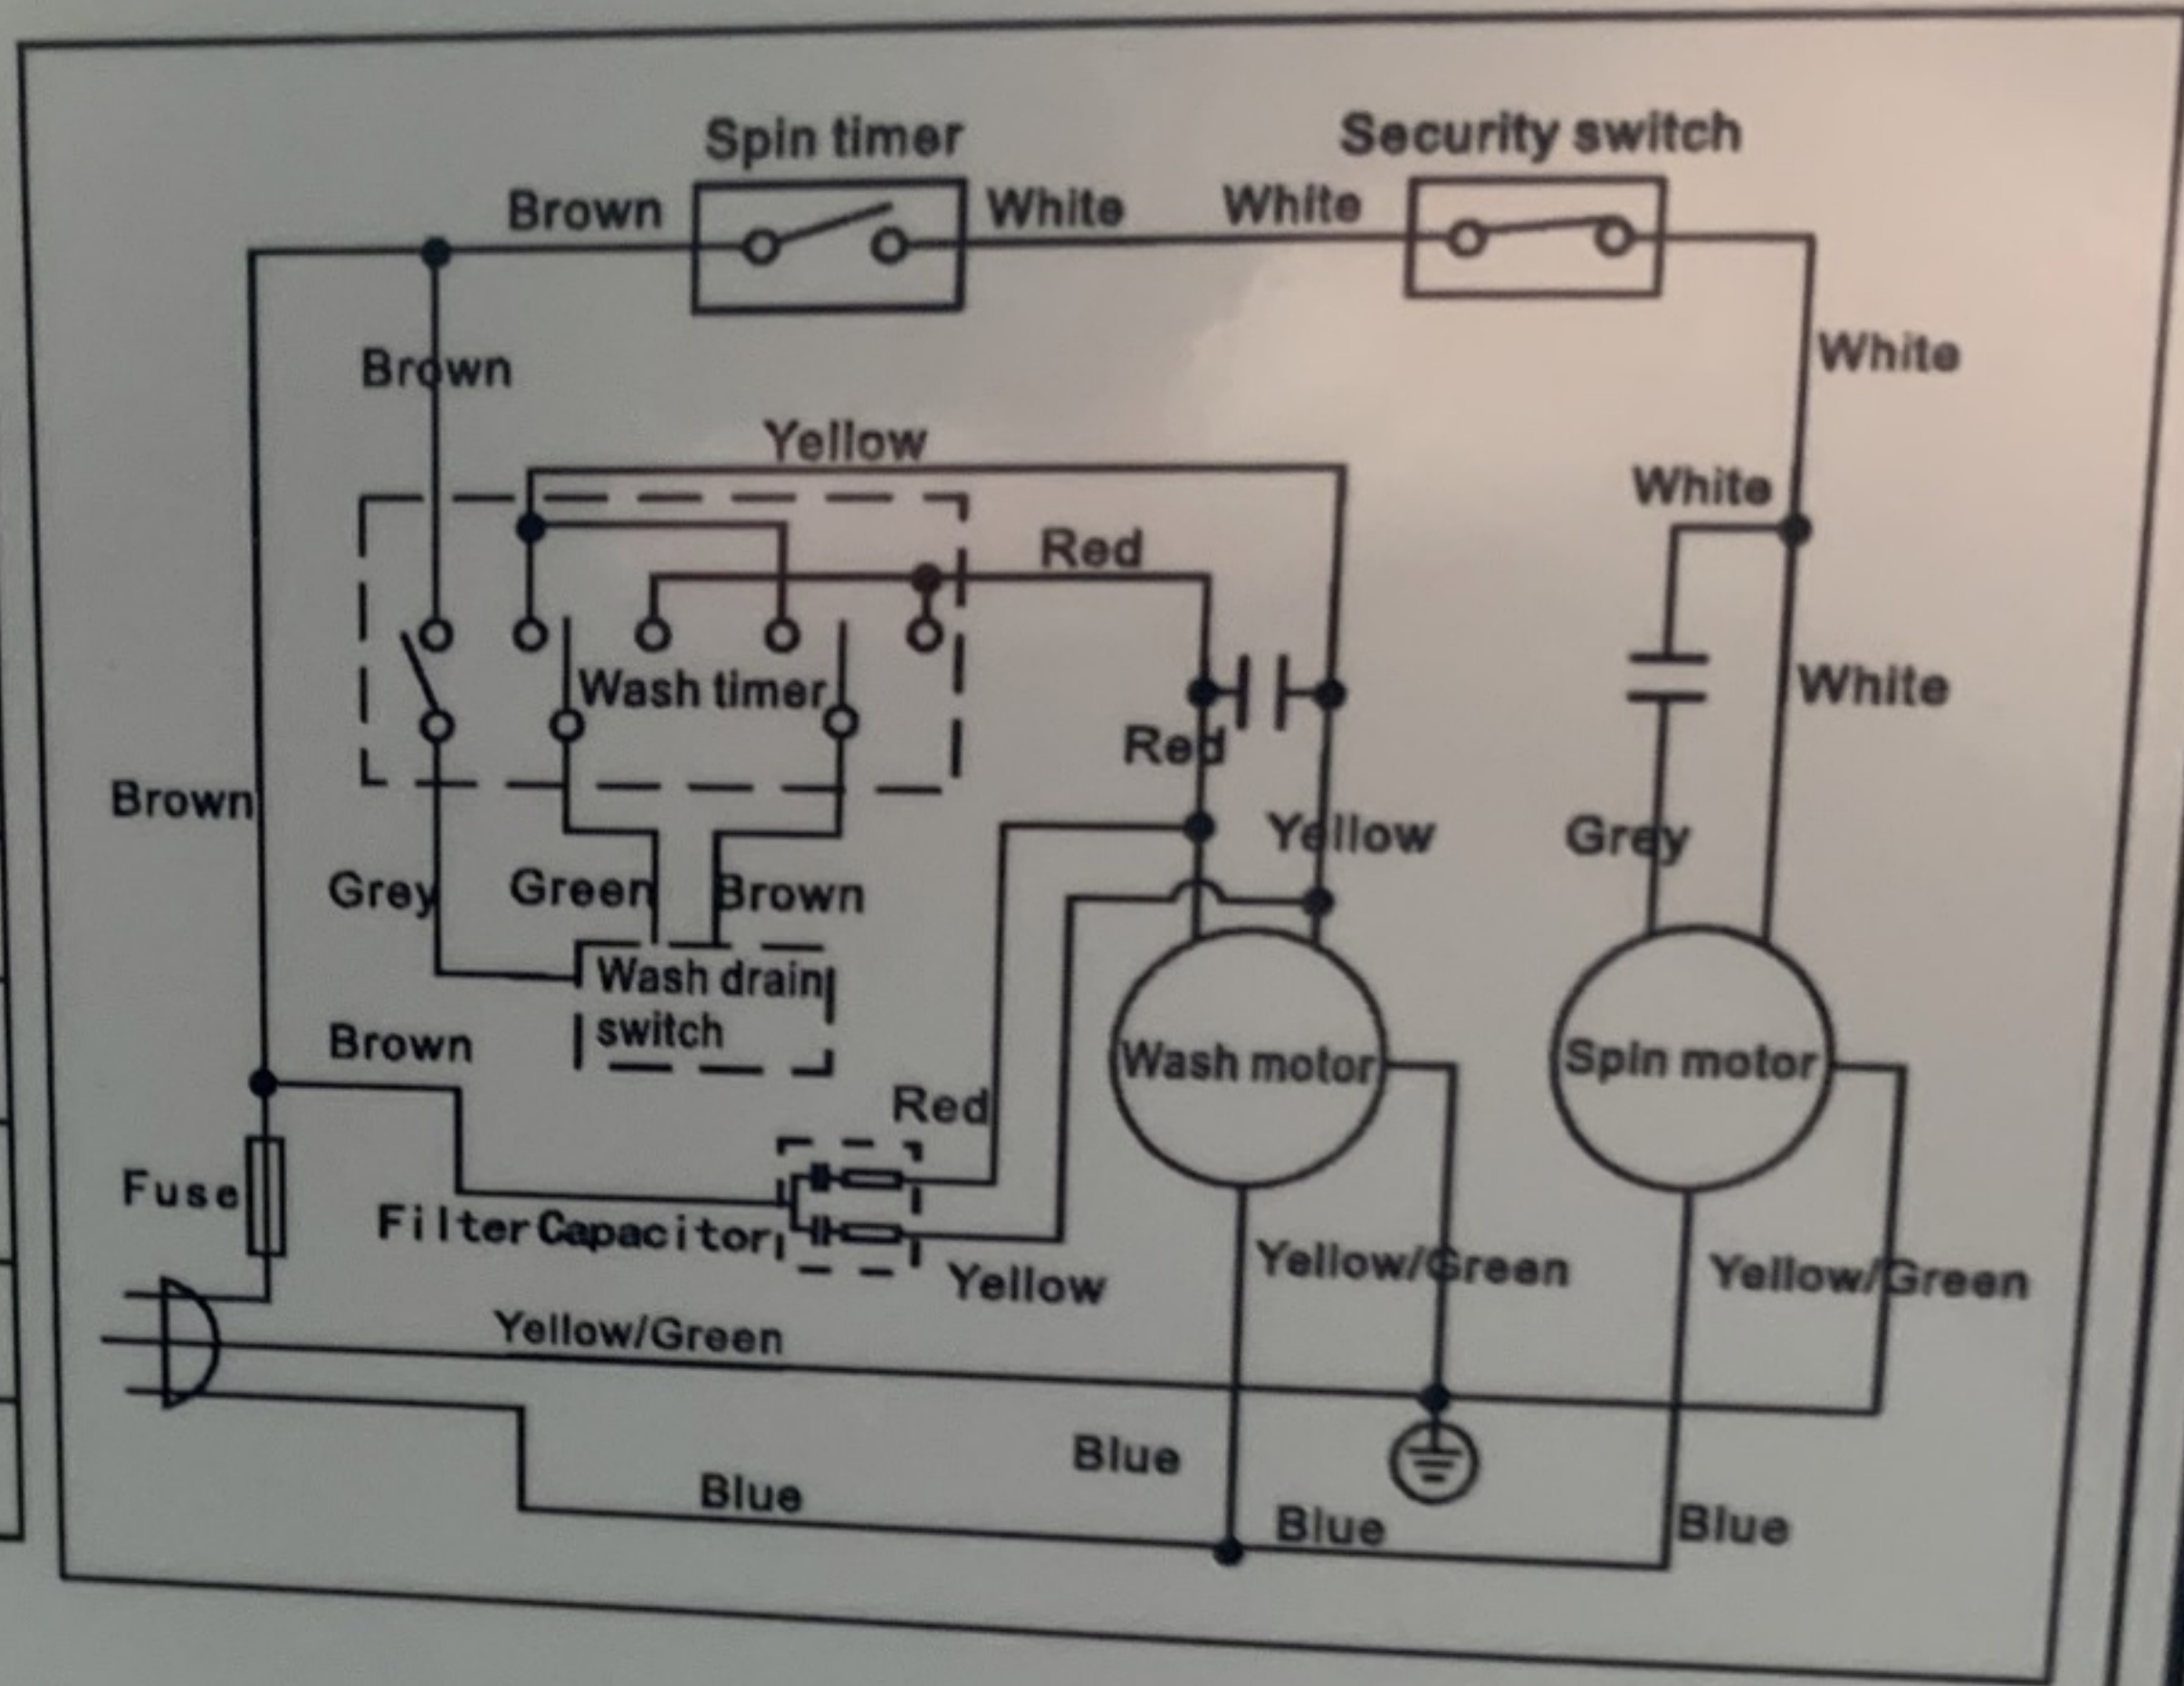 Spin timer
Security switch
Brown
White
White
Brown
White
Yellow
White
Red
Wash timer
White
Red
Brown
Yellow
Grey
Grey
Green
Brown
Wash drain
switch
Brown
Wash motor
Spin motor
Red
Fuse
Filter Capacitor
Yellow
Yellow/Green
Yellow/Green
Yellow/Green
Blue
Blue
Blue
Blue